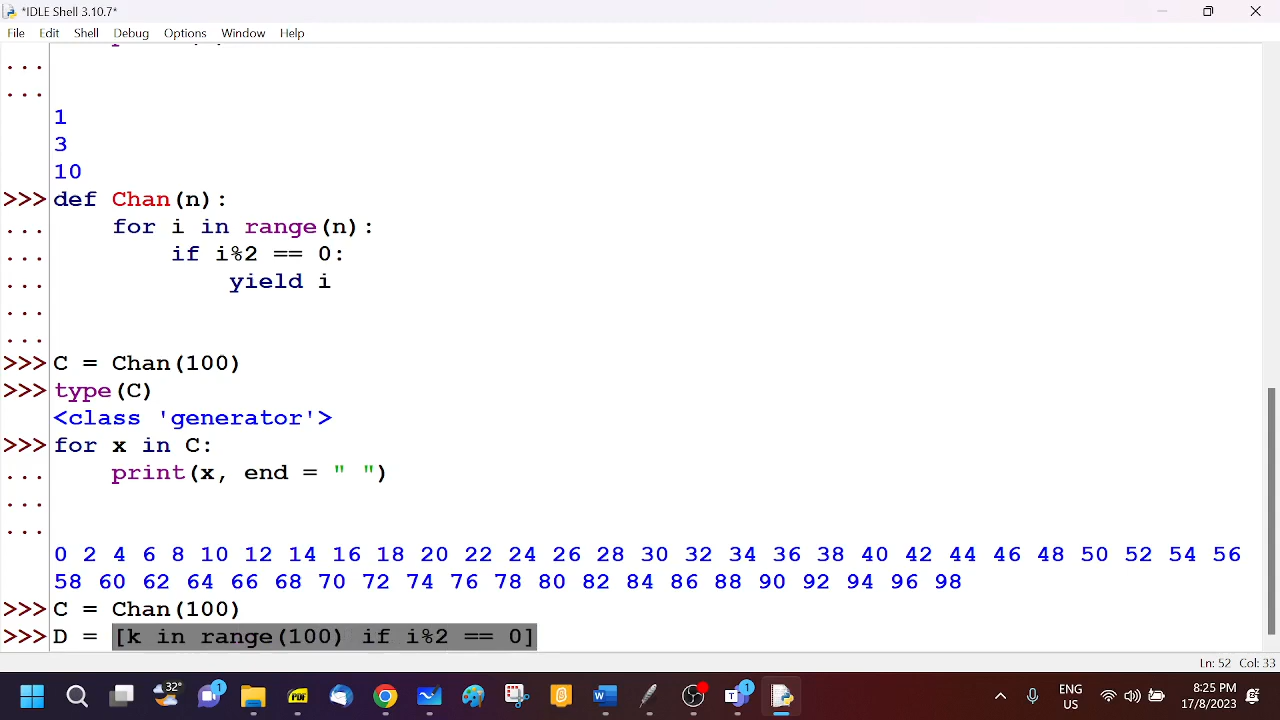 *IDLE Shell 3.10.7*
File Edit Shell Debug Options Window Help
...
...
1
3
10
>>> def Chan(n):
... for i in range(n):
... if i%2 == 0:
... yield i
...
...
>>> C = Chan(100)
>>> type(C)
<class 'generator'>
>>> for x in C:
... print(x, end = " ")
...
...
0 2 4 6 8 10 12 14 16 18 20 22 24 26 28 30 32 34 36 38 40 42 44 46 48 50 52 54 56
58 60 62 64 66 68 70 72 74 76 78 80 82 84 86 88 90 92 94 96 98
>>> C = Chan(100)
>>> D = [k in range(100) if i%2 == 0]
Ln: 52 Col: 33
32°
1
PDF
1
ENG
US
8:25 PM
17/8/2023